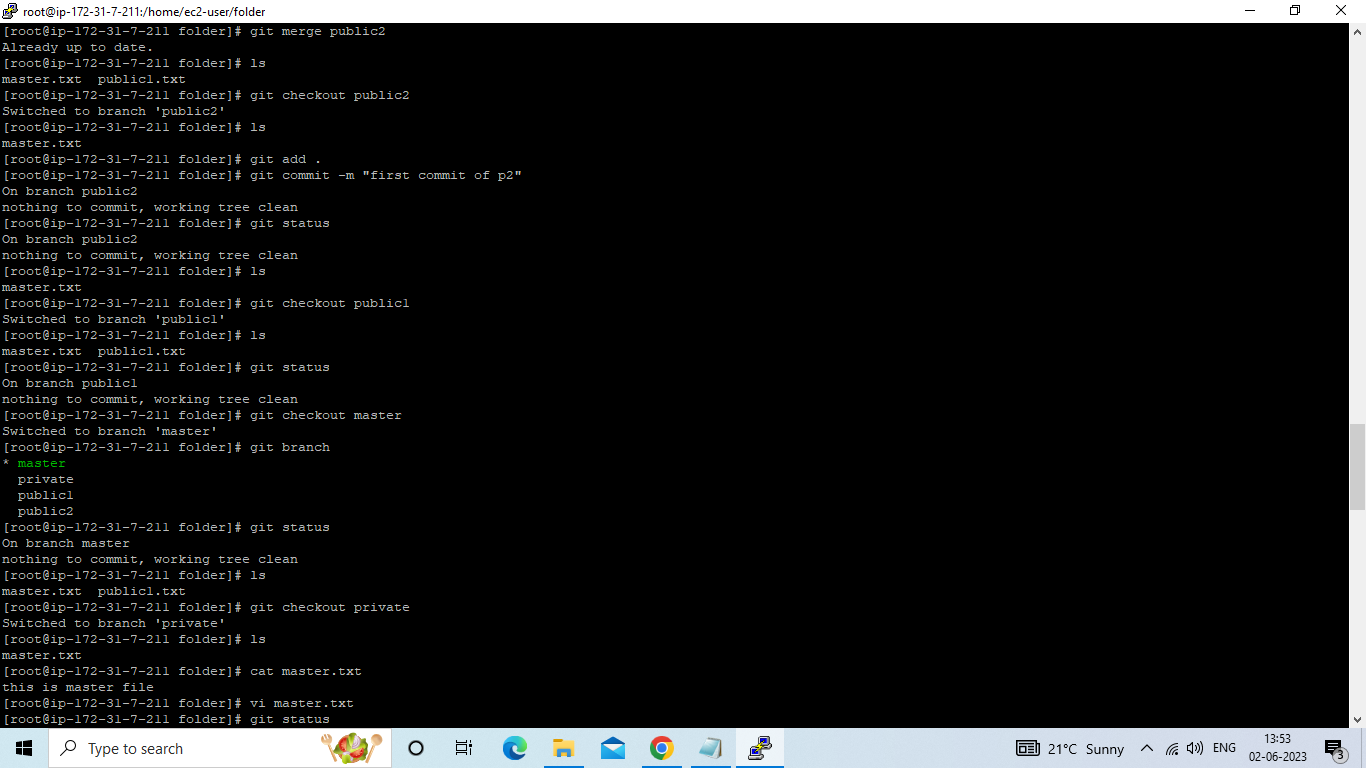 root@ip-172-31-7-211:/home/ec2-user/folder
[root@ip-172-31-7-211 folder]# git merge public2
Already up to date.
[root@ip-172-31-7-211 folder]# ls
master.txt  public1.txt
[root@ip-172-31-7-211 folder]# git checkout public2
Switched to branch 'public2'
[root@ip-172-31-7-211 folder]# ls
master.txt
[root@ip-172-31-7-211 folder]# git add .
[root@ip-172-31-7-211 folder]# git commit -m "first commit of p2"
On branch public2
nothing to commit, working tree clean
[root@ip-172-31-7-211 folder]# git status
On branch public2
nothing to commit, working tree clean
[root@ip-172-31-7-211 folder]# ls
master.txt
[root@ip-172-31-7-211 folder]# git checkout public1
Switched to branch 'public1'
[root@ip-172-31-7-211 folder]# ls
master.txt  public1.txt
[root@ip-172-31-7-211 folder]# git status
On branch public1
nothing to commit, working tree clean
[root@ip-172-31-7-211 folder]# git checkout master
Switched to branch 'master'
[root@ip-172-31-7-211 folder]# git branch
* master
  private
  public1
  public2
[root@ip-172-31-7-211 folder]# git status
On branch master
nothing to commit, working tree clean
[root@ip-172-31-7-211 folder]# ls
master.txt  public1.txt
[root@ip-172-31-7-211 folder]# git checkout private
Switched to branch 'private'
[root@ip-172-31-7-211 folder]# ls
master.txt
[root@ip-172-31-7-211 folder]# cat master.txt
this is master file
[root@ip-172-31-7-211 folder]# vi master.txt
[root@ip-172-31-7-211 folder]# git status
Type to search
21°C Sunny
ENG
13:53
02-06-2023
3